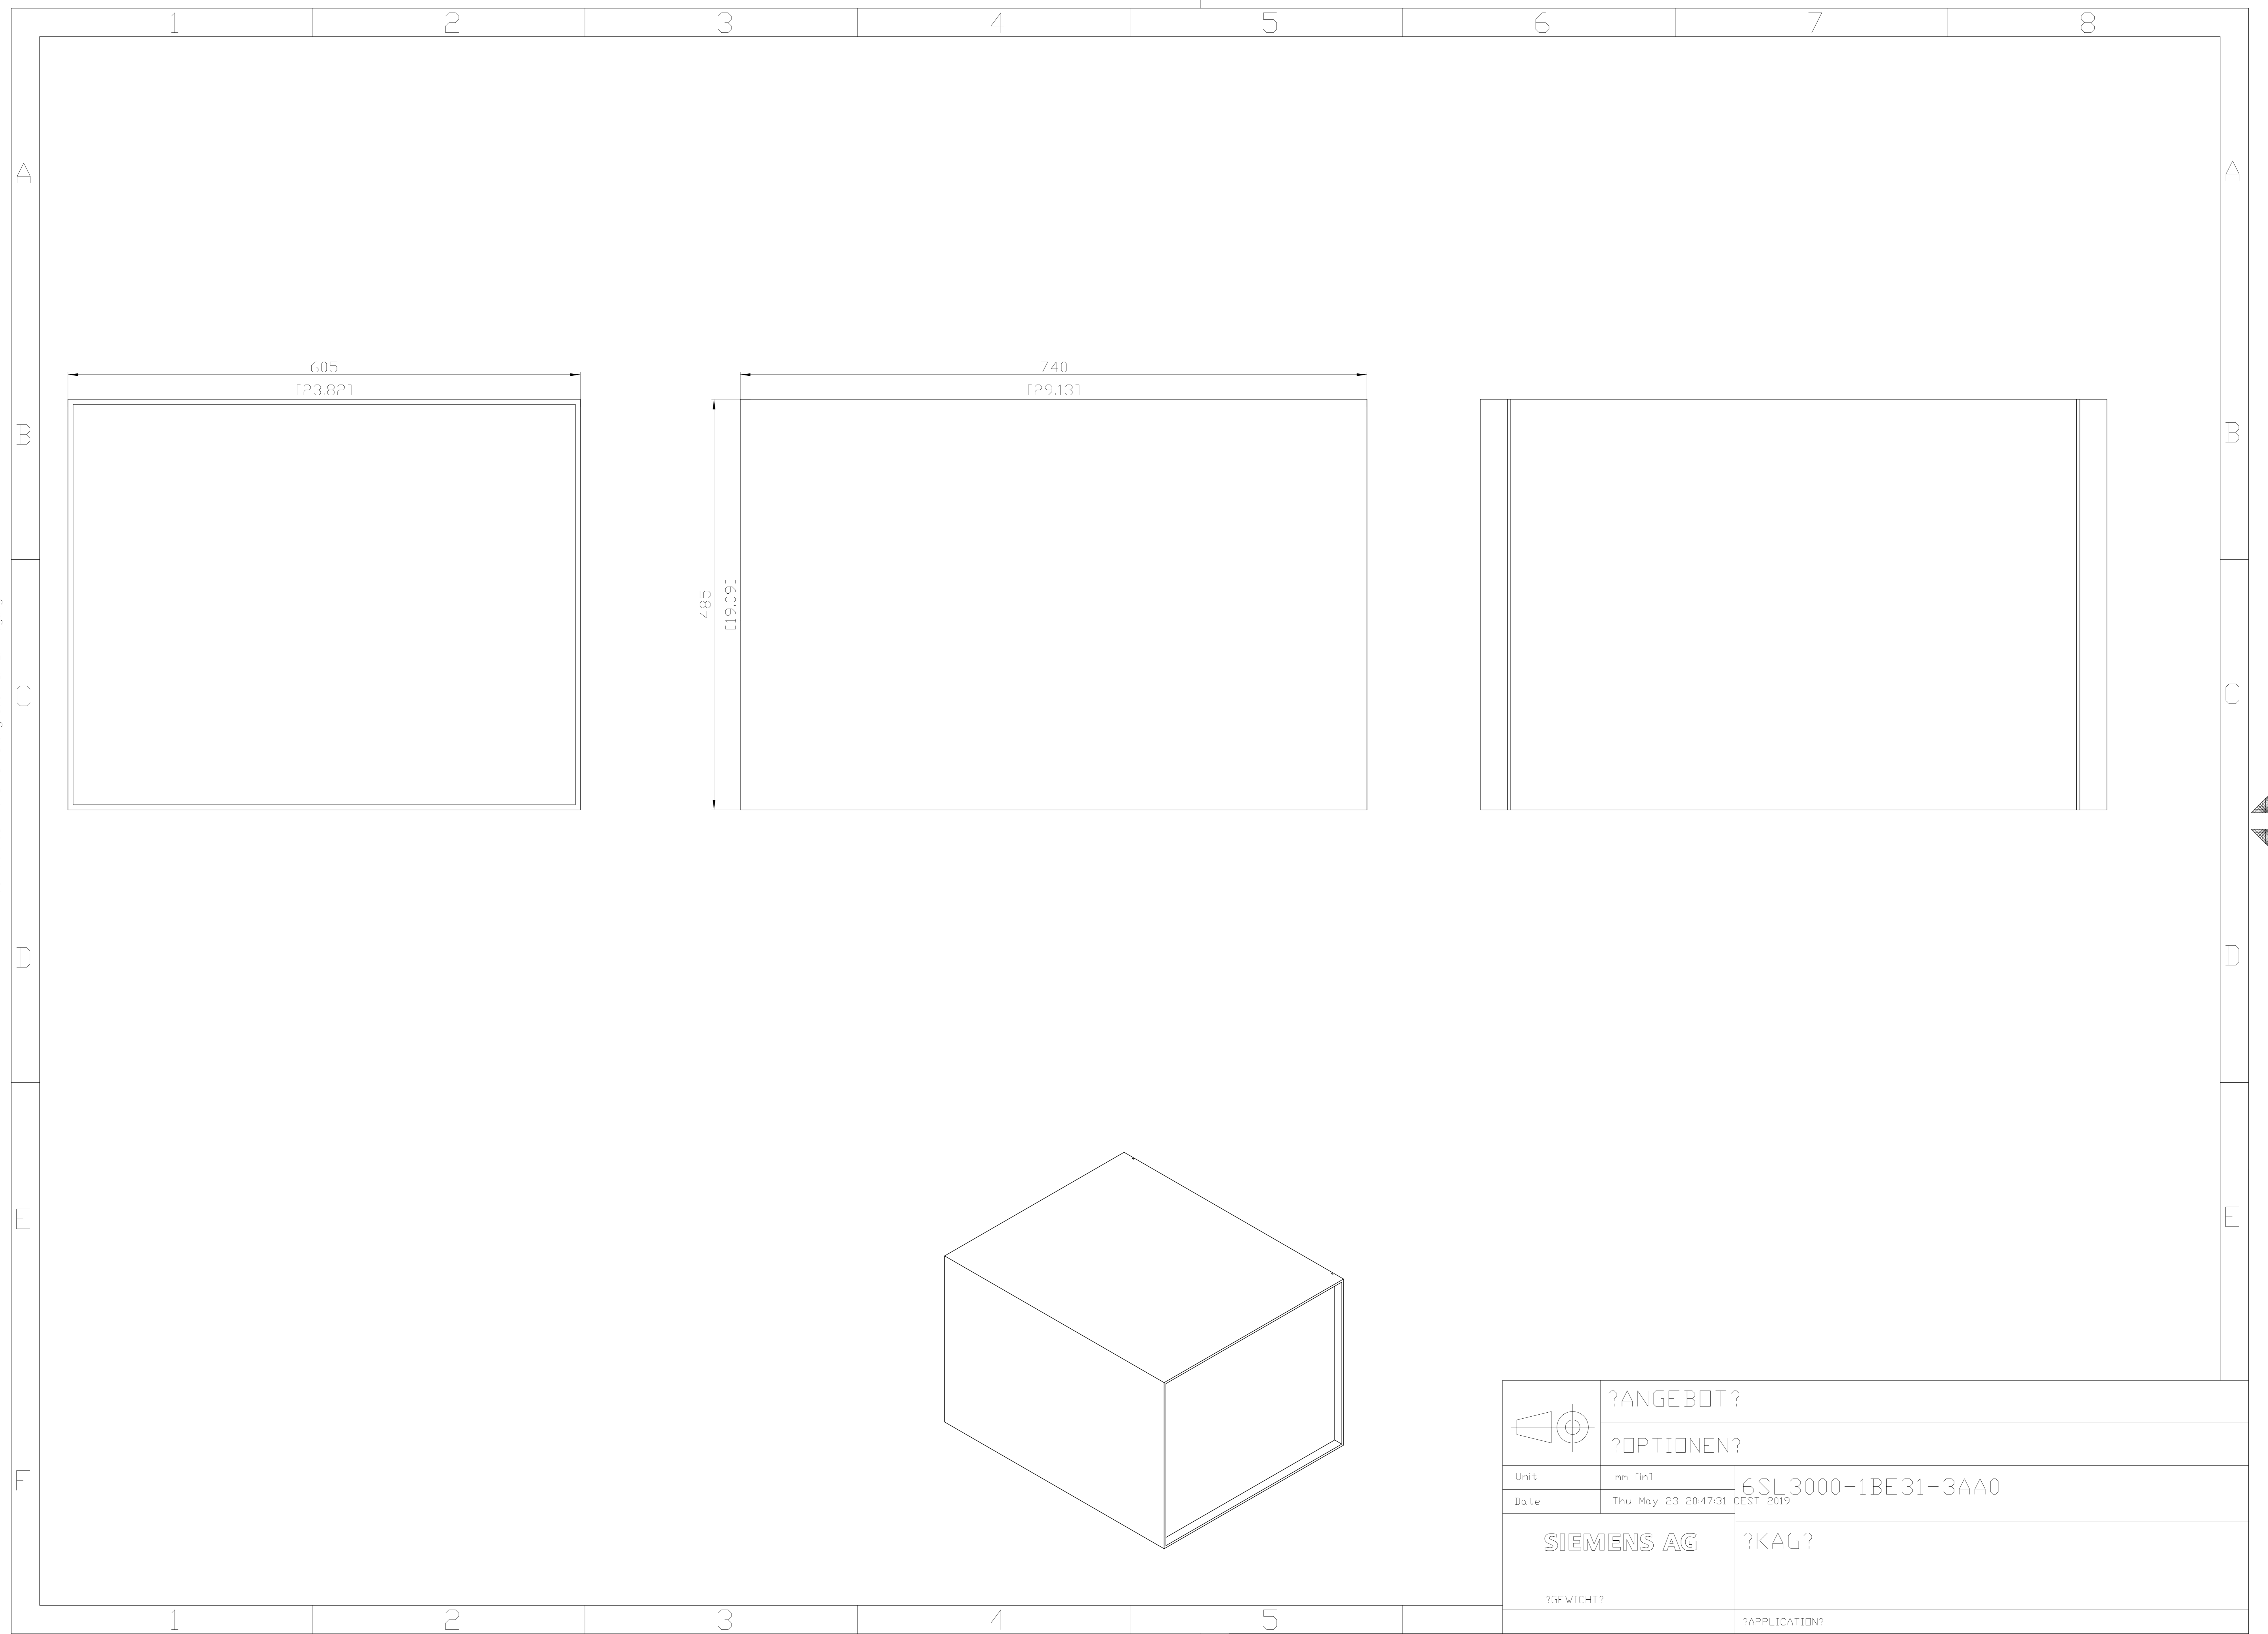 1 2 3 4 5 6 7 8
A A
605
[23.82]
740
[29.13]
B B
485
[19.09]
C C
D D
E E
?ANGEBOT?
?OPTIONEN?
F
Unit mm [in]
6SL3000-1BE31-3AA0
Date Thu May 23 20:47:31 CEST 2019
SIEMENS AG
?KAG?
?GEWICHT?
?APPLICATION?
1 2 3 4 5